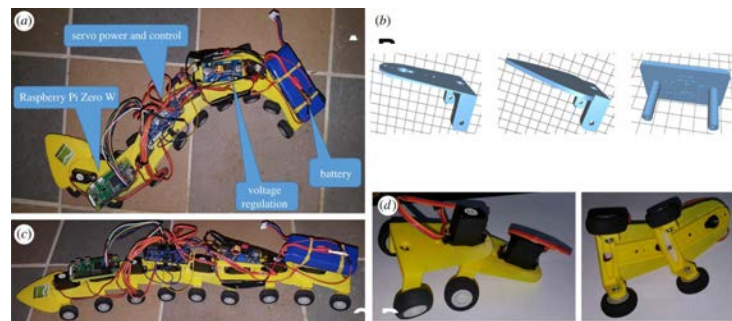 (a)
servo power and control
Raspberry Pi Zero W
voltage
regulation
battery
(b)
(c)
(d)